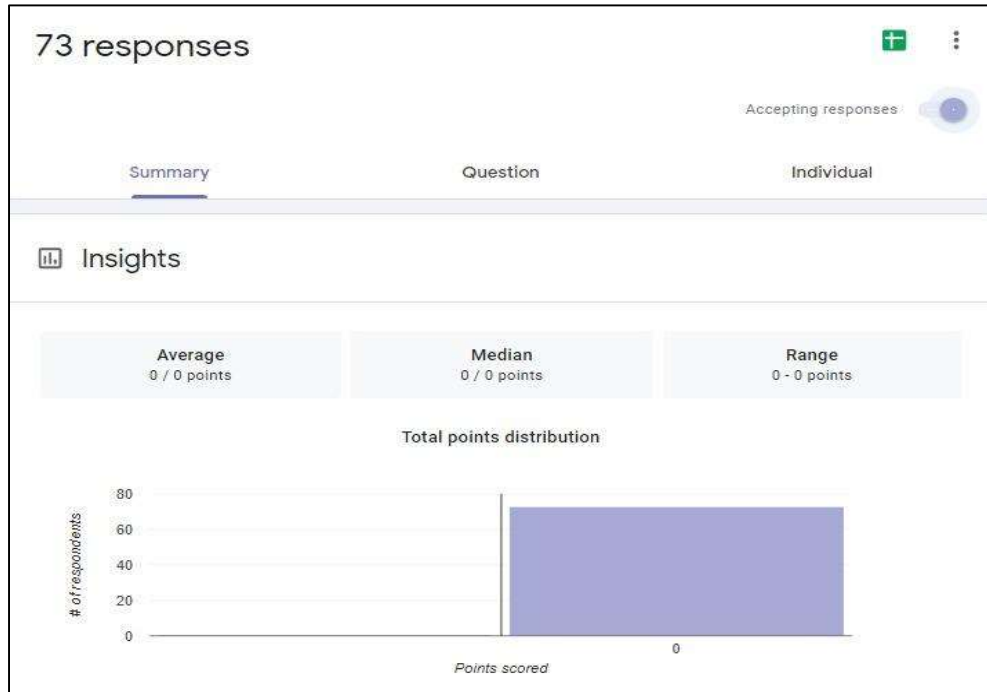 73 responses
Accepting responses
Summary Question Individual
Insights
Average Median Range
0 / 0 points 0 / 0 points 0 - 0 points
Total points distribution
# of respondents
80
60
40
20
0
0
Points scored